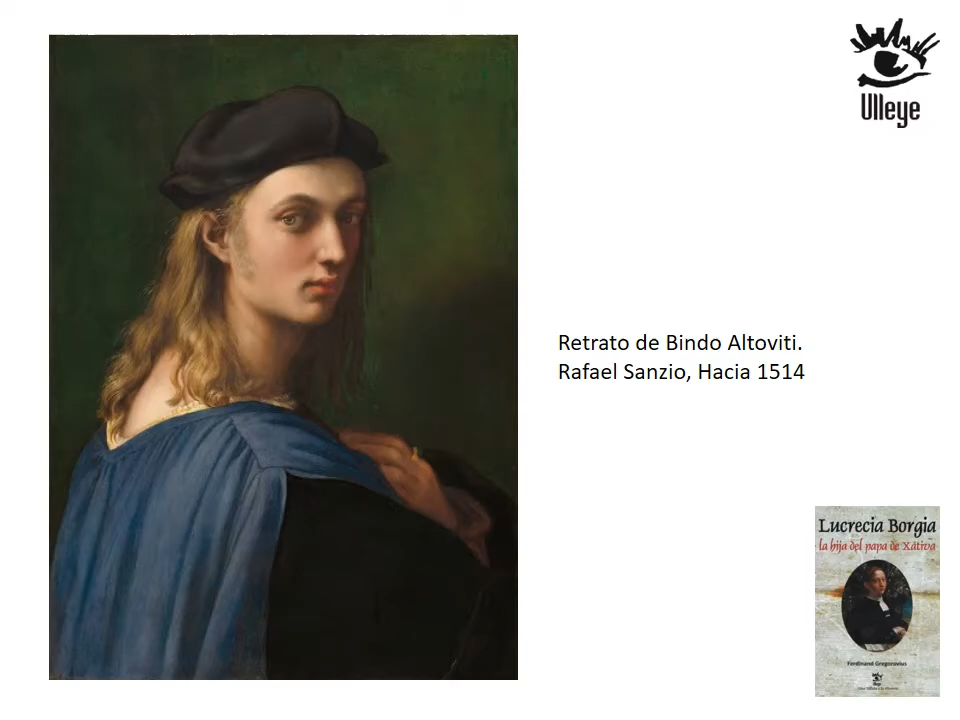 Ulleye
Retrato de Bindo Altoviti.
Rafael Sanzio, Hacia 1514
Lucrecia Borgia
la hija del papa de Xàtiva
Ferdinand Gregorovius
Ulleye